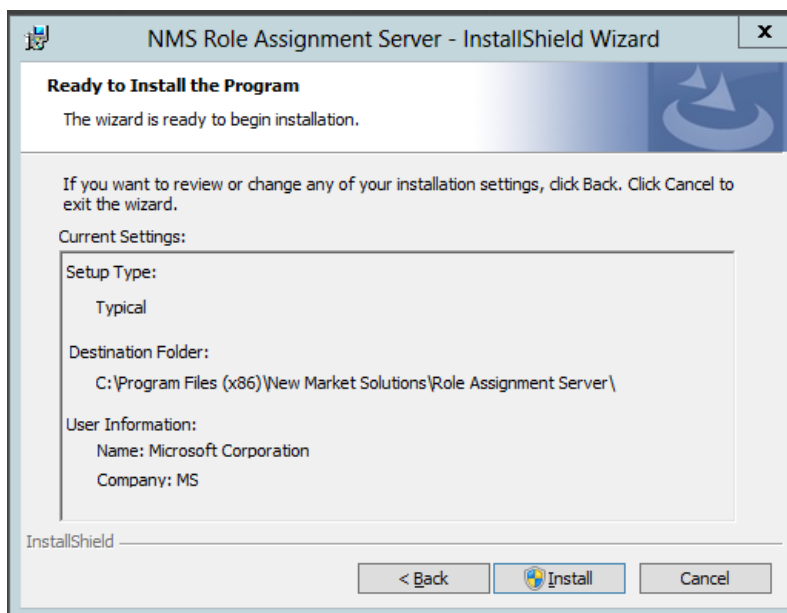 NMS Role Assignment Server - InstallShield Wizard
x
Ready to Install the Program
The wizard is ready to begin installation.
If you want to review or change any of your installation settings, click Back. Click Cancel to
exit the wizard.
Current Settings:
Setup Type:
Typical
Destination Folder:
C:\Program Files (x86)\New Market Solutions\Role Assignment Server\
User Information:
Name: Microsoft Corporation
Company: MS
InstallShield
< Back
Install
Cancel